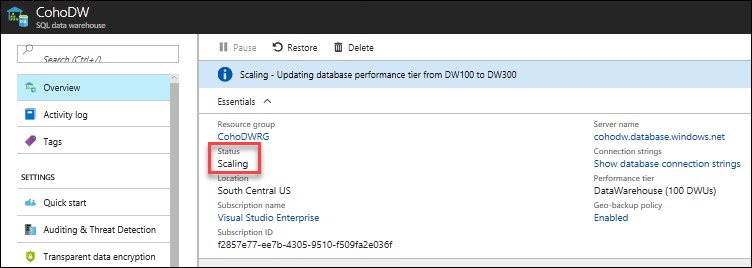 CohoDW
SQL data warehouse
Search (Ctrl+/)
Overview
Activity log
Tags
SETTINGS
Quick start
Auditing & Threat Detection
Transparent data encryption
Pause Restore Delete
Scaling - Updating database performance tier from DW100 to DW300
Essentials
Resource group
CohoDWRG
Status
Scaling
Location
South Central US
Subscription name
Visual Studio Enterprise
Subscription ID
f2857e77-ee7b-4305-9510-f509fa2e036f
Server name
cohodw.database.windows.net
Connection strings
Show database connection strings
Performance tier
DataWarehouse (100 DWUs)
Geo-backup policy
Enabled